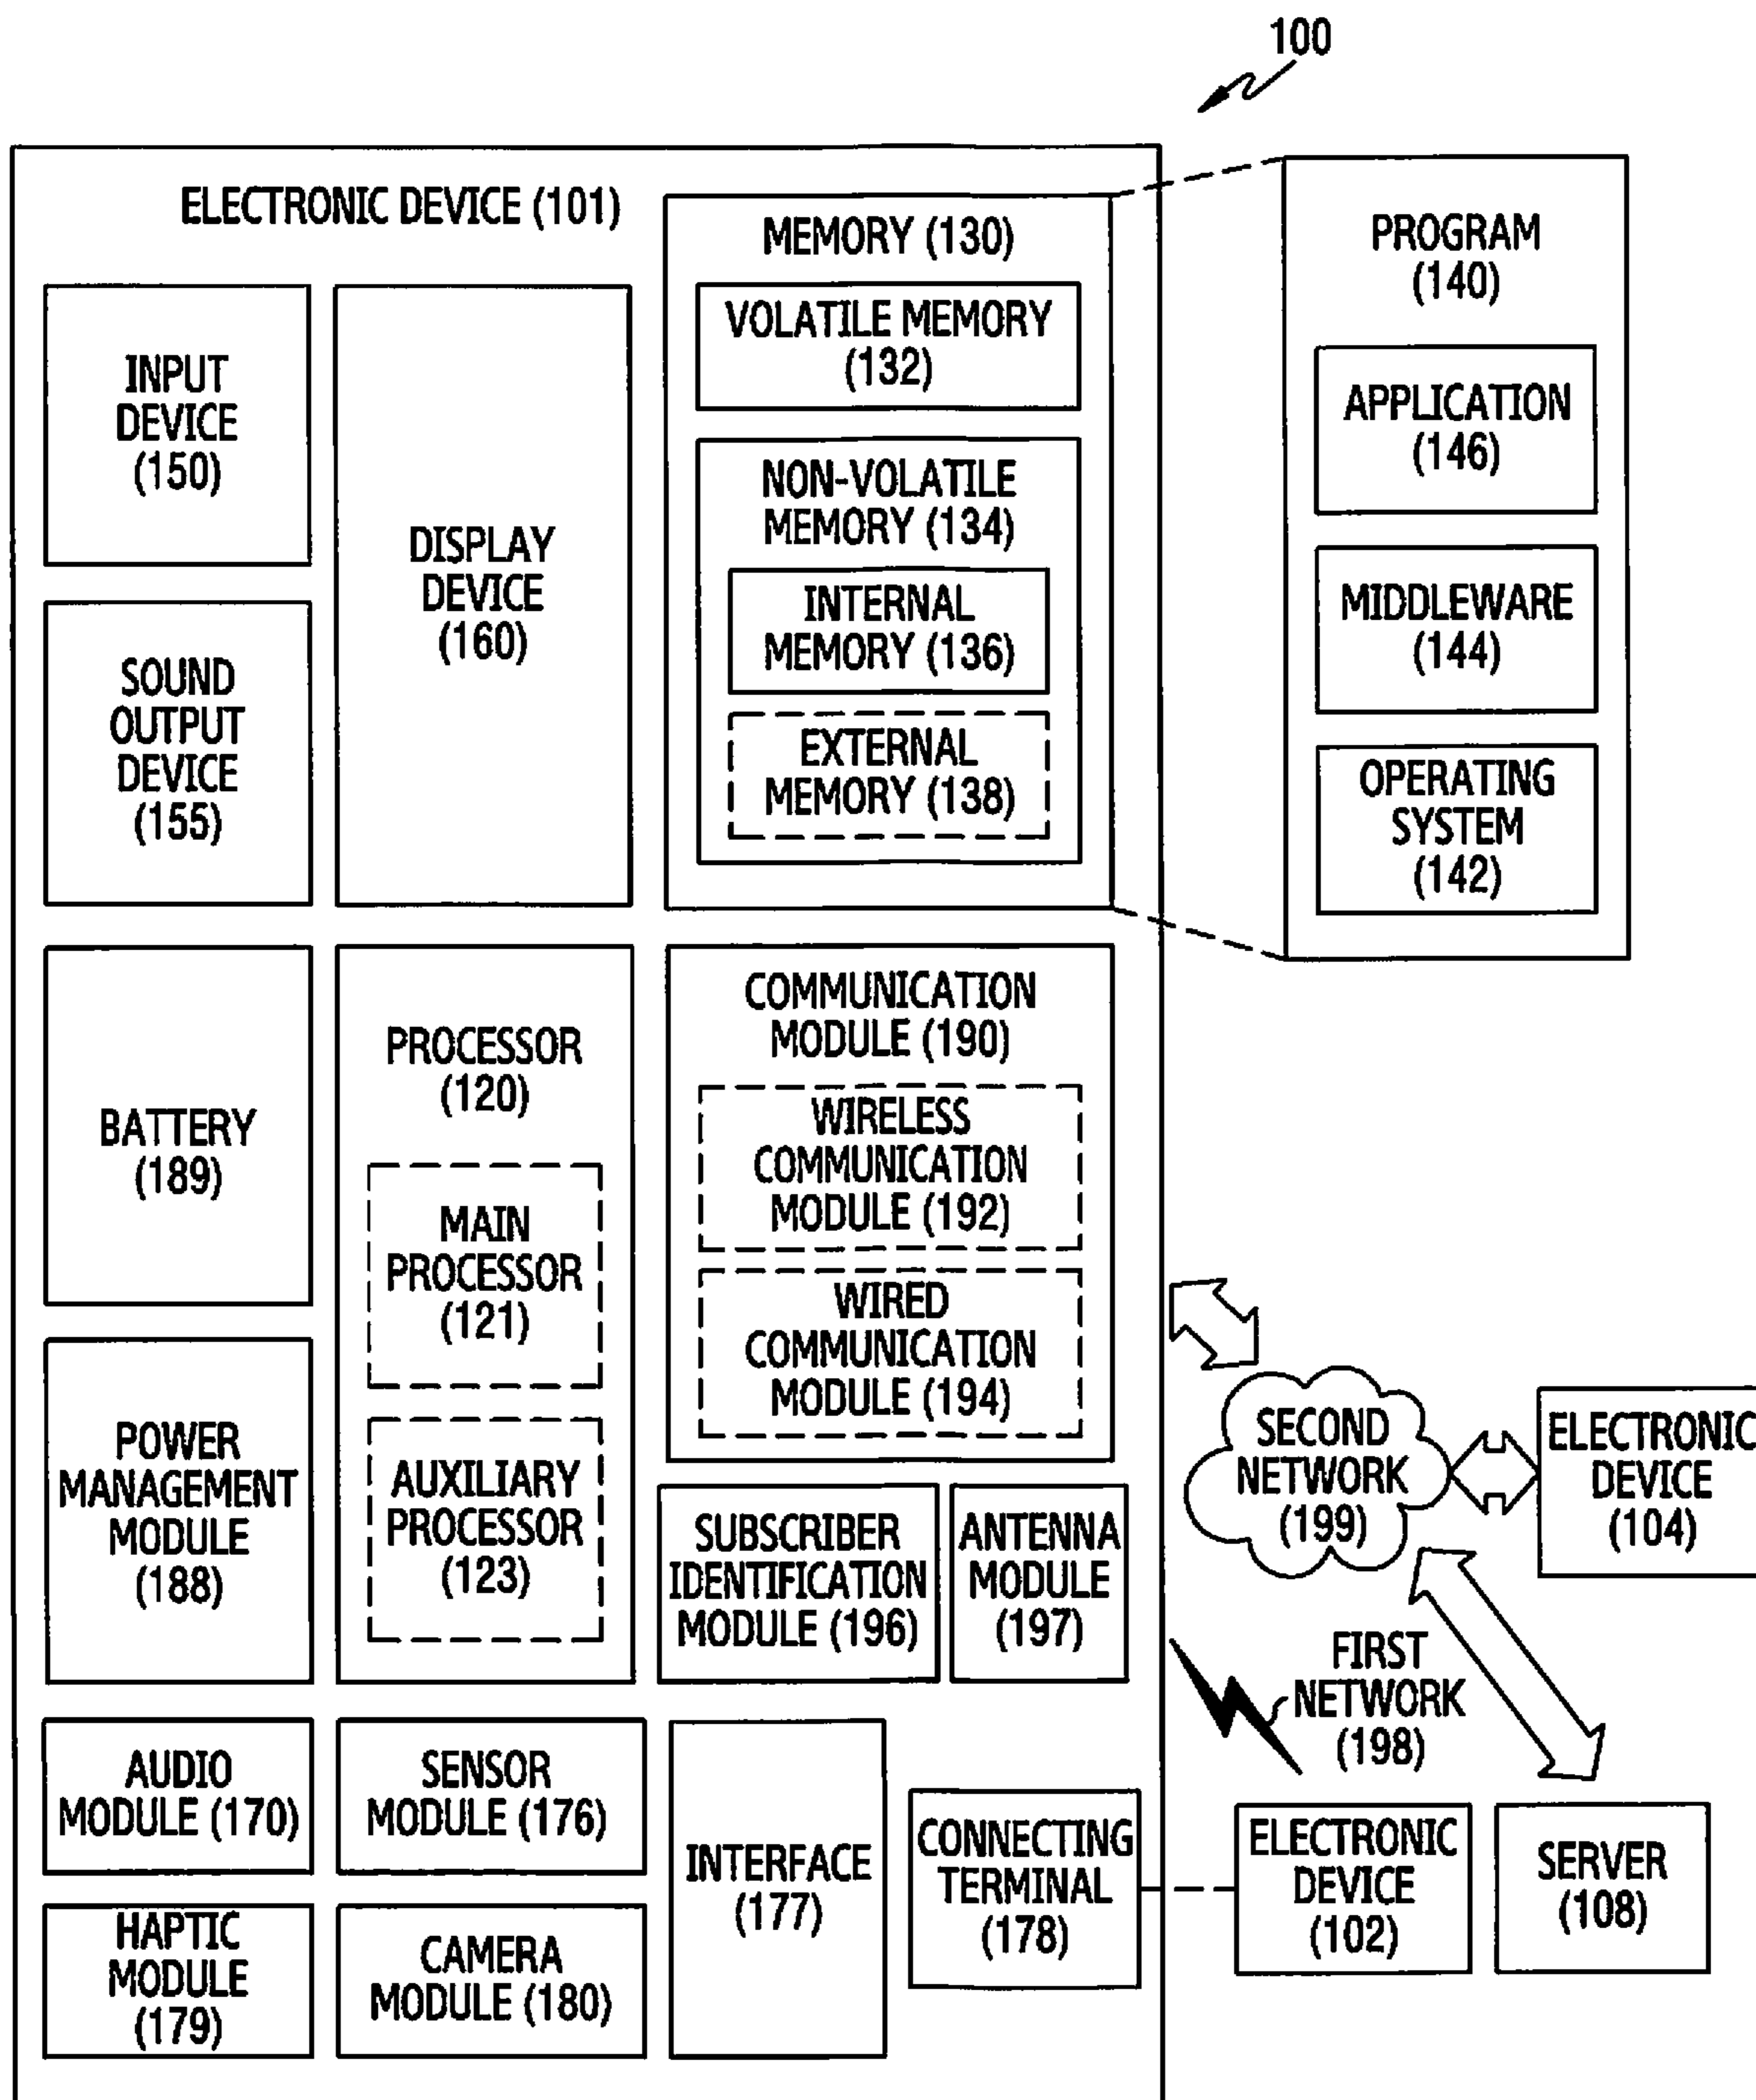 100
ELECTRONIC DEVICE (101)
INPUT
DEVICE
(150)
SOUND
OUTPUT
DEVICE
(155)
DISPLAY
DEVICE
(160)
MEMORY (130)
VOLATILE MEMORY
(132)
NON-VOLATILE
MEMORY (134)
INTERNAL
MEMORY (136)
EXTERNAL
MEMORY (138)
PROGRAM
(140)
APPLICATION
(146)
MIDDLEWARE
(144)
OPERATING
SYSTEM
(142)
BATTERY
(189)
POWER
MANAGEMENT
MODULE
(188)
PROCESSOR
(120)
MAIN
PROCESSOR
(121)
AUXILIARY
PROCESSOR
(123)
COMMUNICATION
MODULE (190)
WIRELESS
COMMUNICATION
MODULE (192)
WIRED
COMMUNICATION
MODULE (194)
SUBSCRIBER
IDENTIFICATION
MODULE (196)
ANTENNA
MODULE
(197)
SECOND
NETWORK
(199)
ELECTRONIC
DEVICE
(104)
FIRST
NETWORK
(198)
AUDIO
MODULE (170)
SENSOR
MODULE (176)
INTERFACE
(177)
CONNECTING
TERMINAL
(178)
ELECTRONIC
DEVICE
(102)
SERVER
(108)
HAPTIC
MODULE
(179)
CAMERA
MODULE (180)